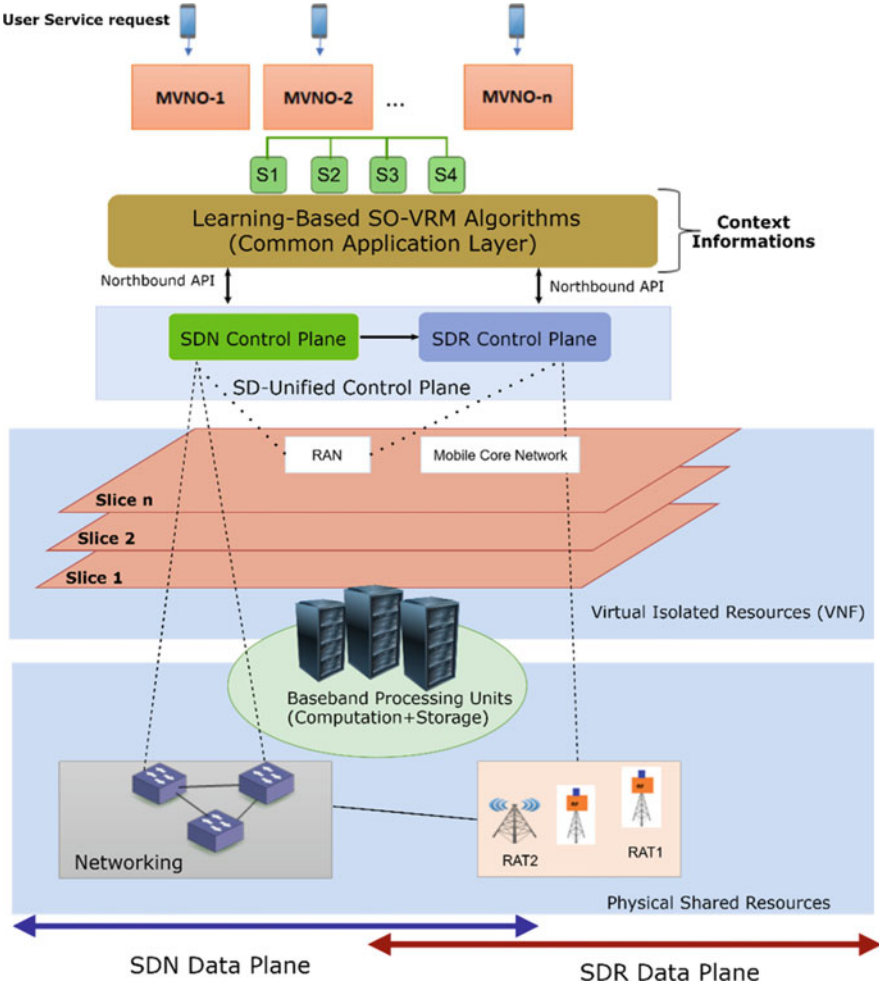 User Service request
MVNO-1
MVNO-2
...
MVNO-n
S1
S2
S3
S4
Learning-Based SO-VRM Algorithms
(Common Application Layer)
Context
Informations
Northbound API
Northbound API
SDN Control Plane
SDR Control Plane
SD-Unified Control Plane
RAN
Mobile Core Network
Slice n
Slice 2
Slice 1
Virtual Isolated Resources (VNF)
Baseband Processing Units
(Computation+Storage)
Networking
RF
RF
RAT2
RAT1
Physical Shared Resources
SDN Data Plane
SDR Data Plane